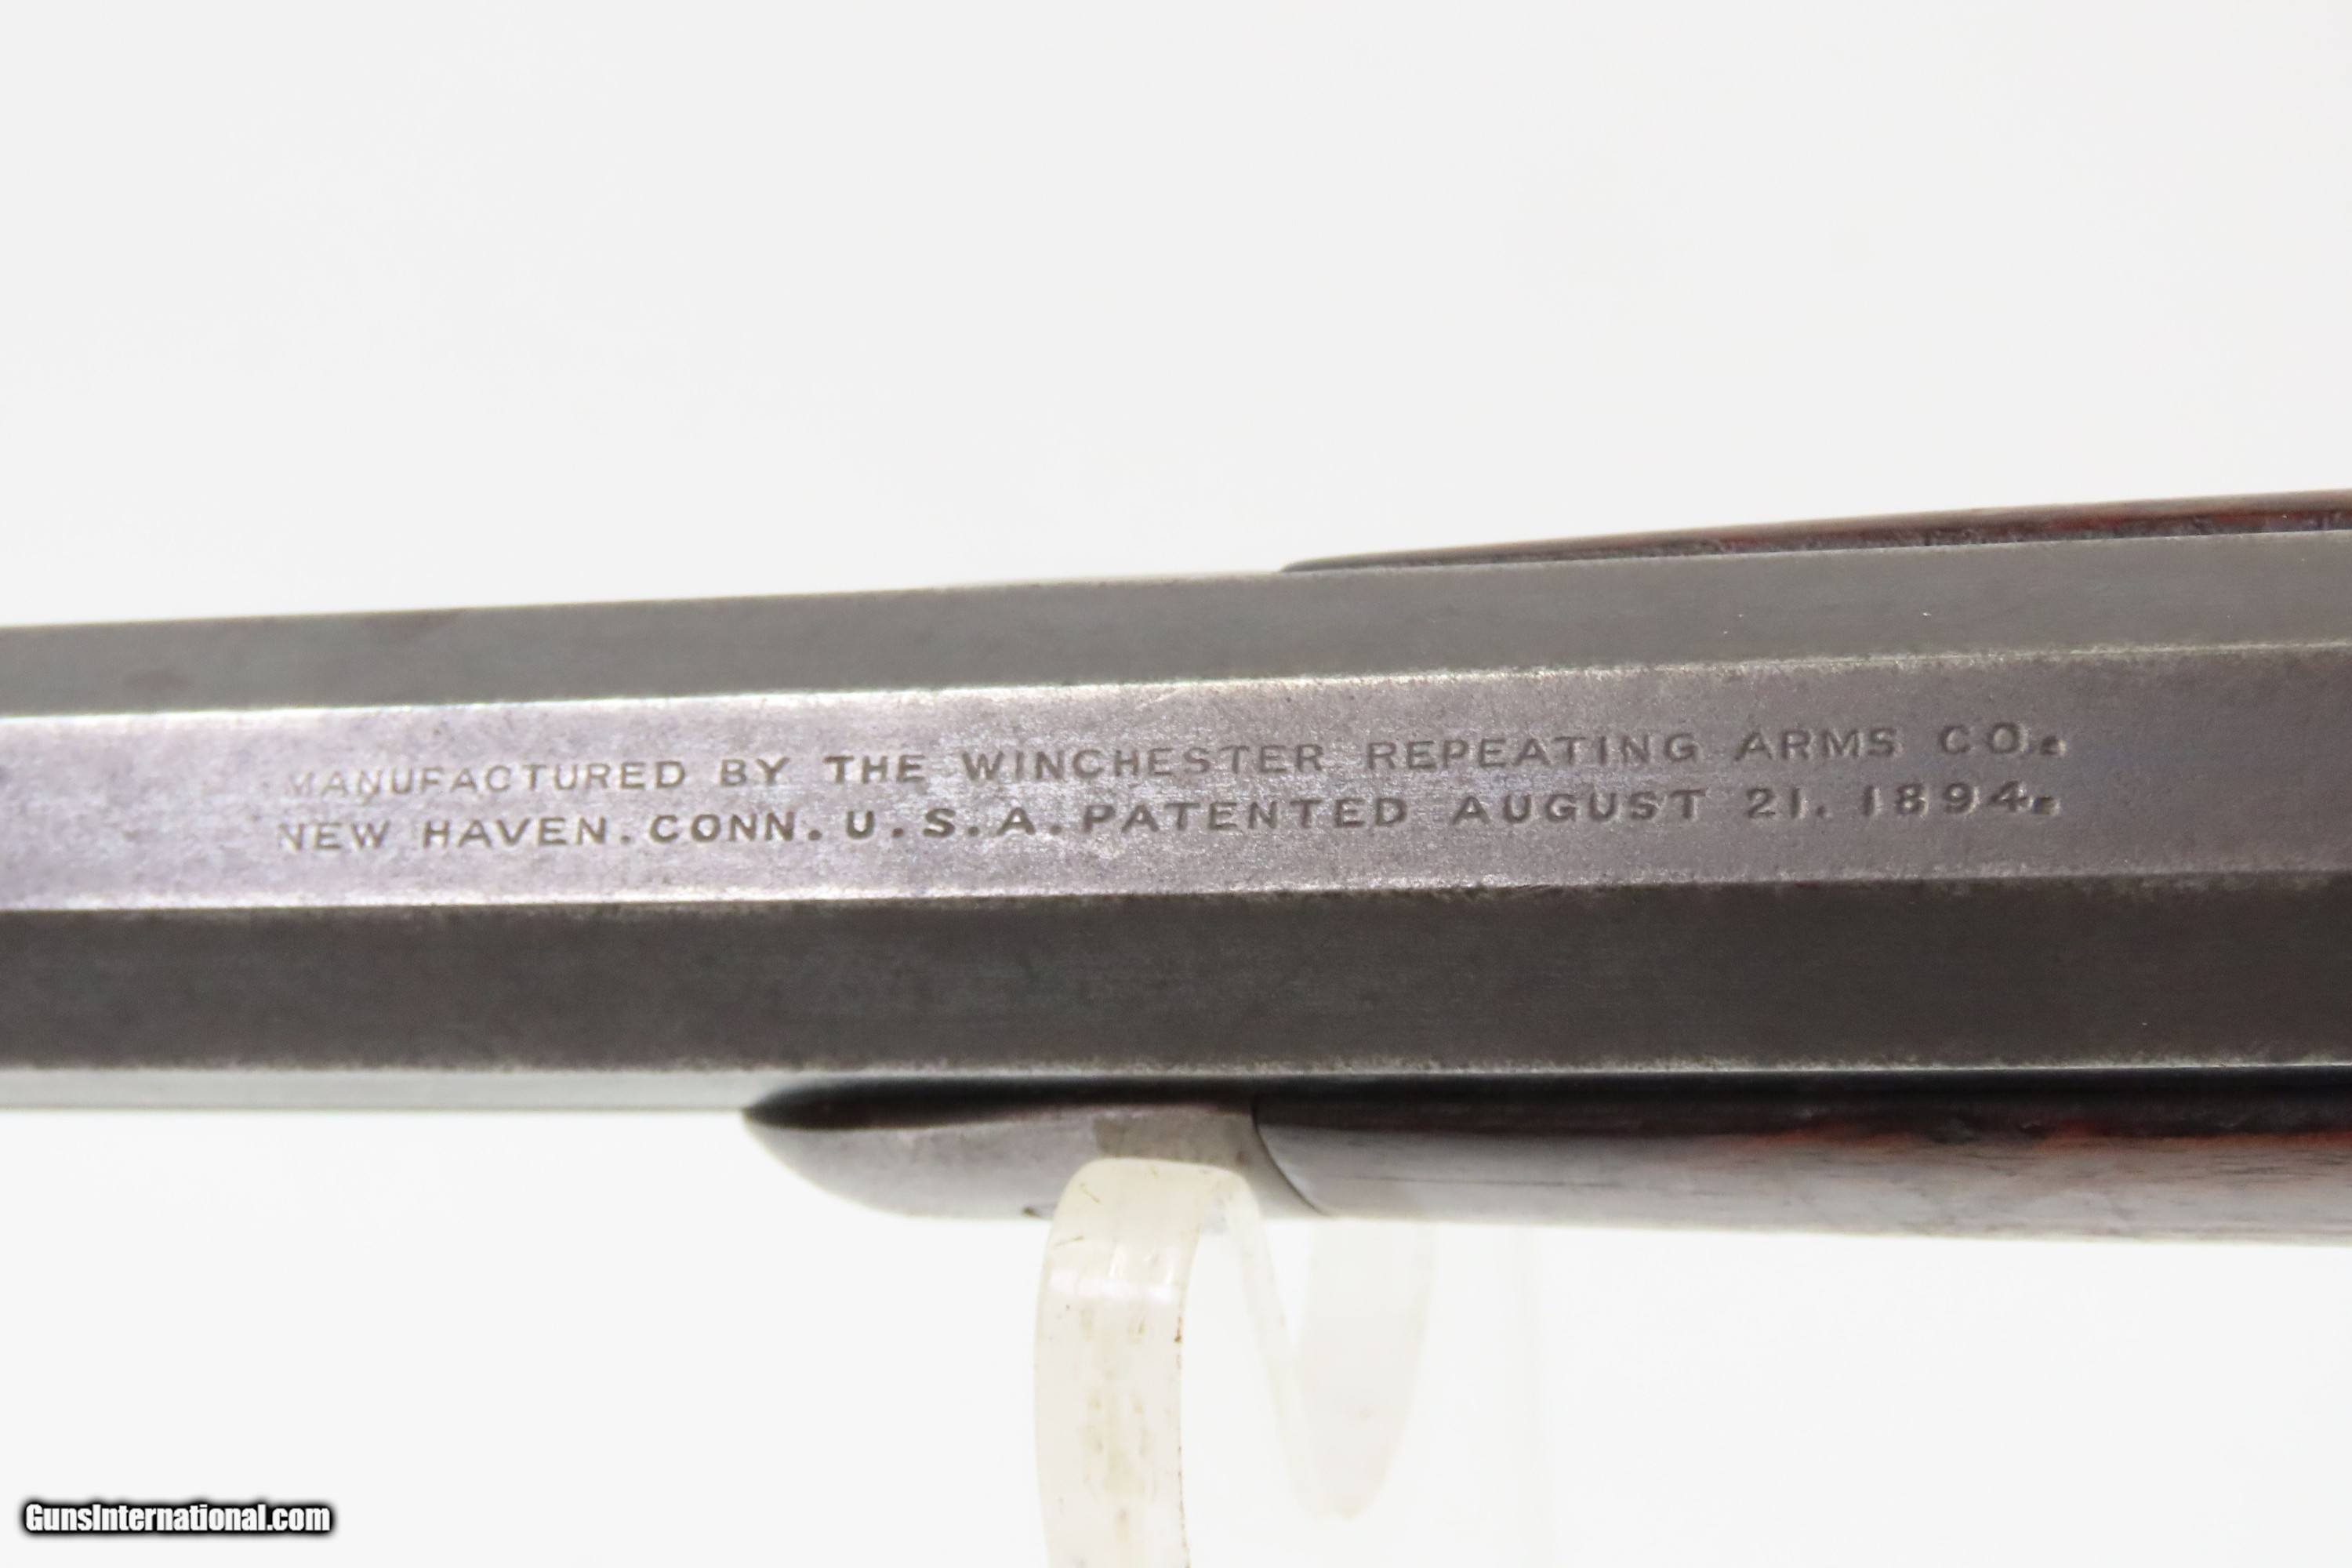 MANUFACTURED BY THE WINCHESTER REPEATING ARMS CO.
NEW HAVEN. CONN. U.S.A. PATENTED AUGUST 21. 1894.
GunsInternational.com